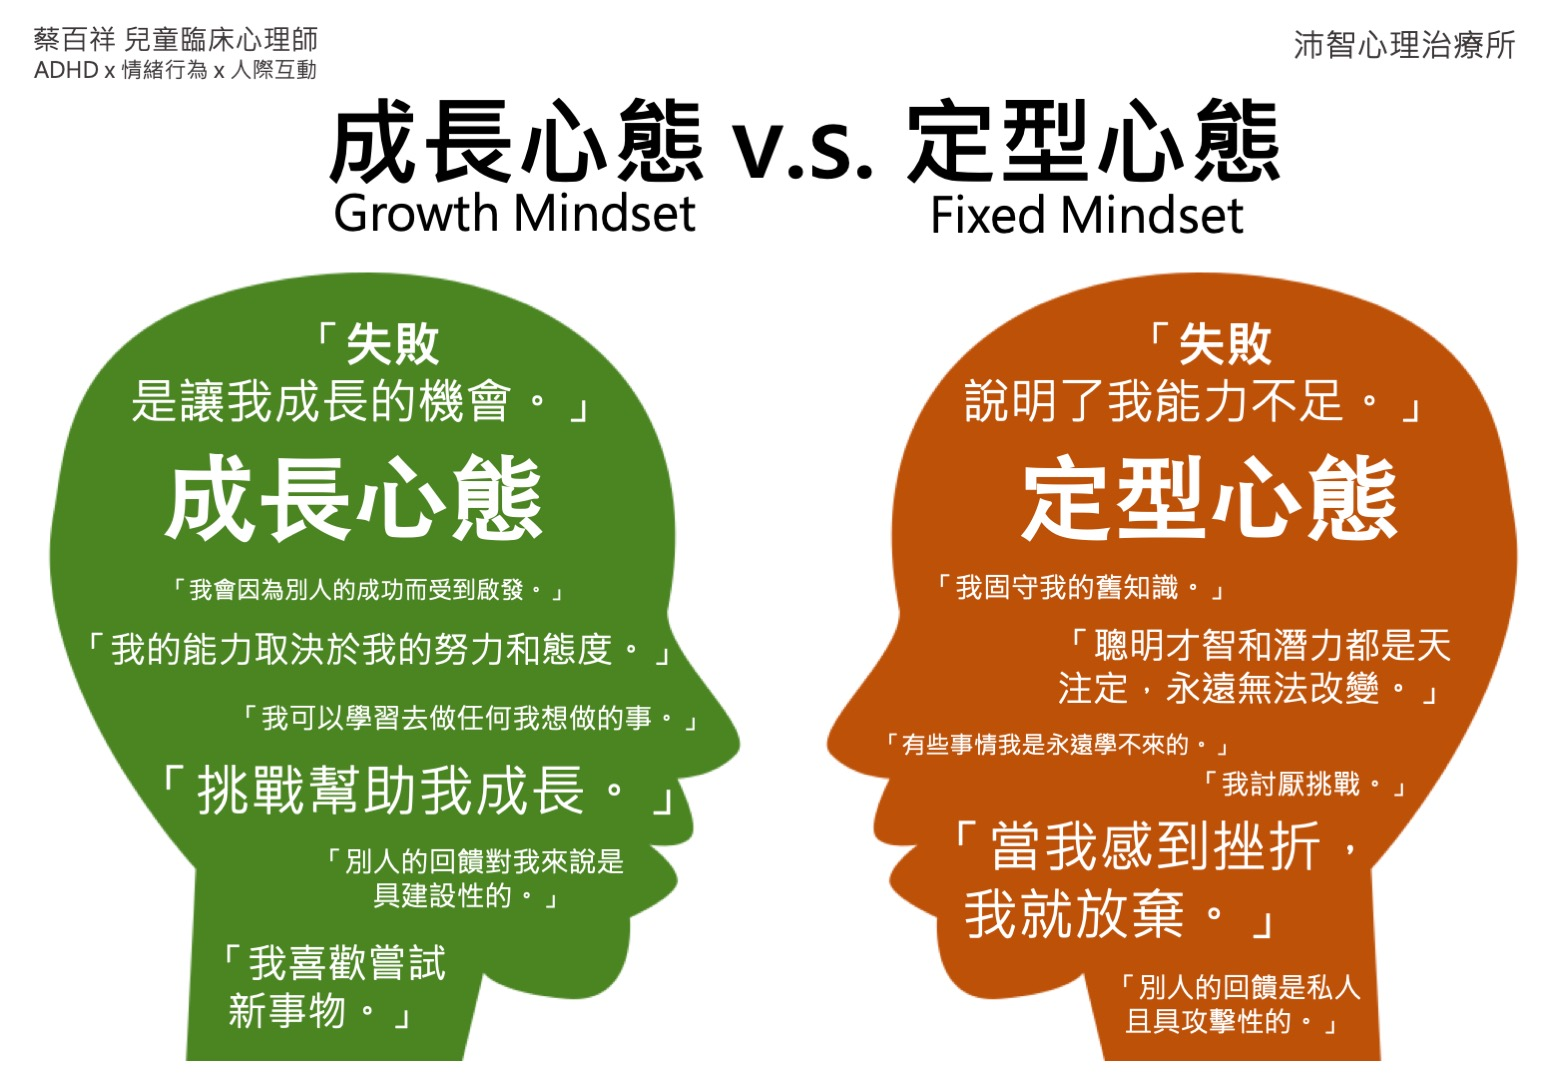 蔡百祥 兒童臨床心理師
ADHD x 情緒行為 x 人際互動
沛智心理治療所
成長心態 v.s. 定型心態
Growth Mindset
Fixed Mindset
「失敗
是讓我成長的機會。」
成長心態
「我會因為別人的成功而受到啟發。」
「我的能力取決於我的努力和態度。」
「我可以學習去做任何我想做的事。」
「挑戰幫助我成長。」
「別人的回饋對我來說是
具建設性的。」
「我喜歡嘗試
新事物。」
「失敗
說明了我能力不足。」
定型心態
「我固守我的舊知識。」
「聰明才智和潛力都是天
注定，永遠無法改變。」
「有些事情我是永遠學不來的。」
「我討厭挑戰。」
「當我感到挫折，
我就放棄。」
「別人的回饋是私人
且具攻擊性的。」